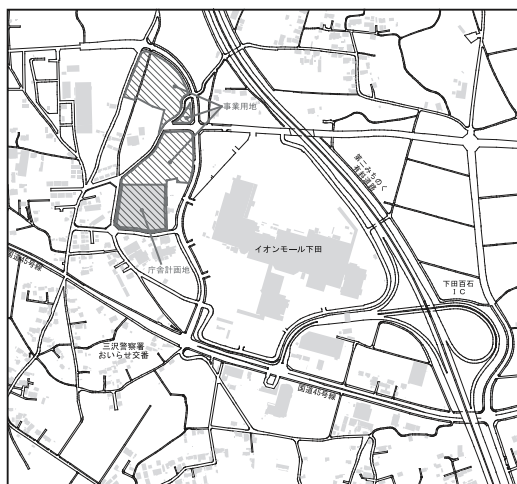 事業用地
第二みちのく
有料道路
イオンモール下田
庁舎計画地
下田百石
IC
国道45号線
三沢警察署
おいらせ交番
国道45号線